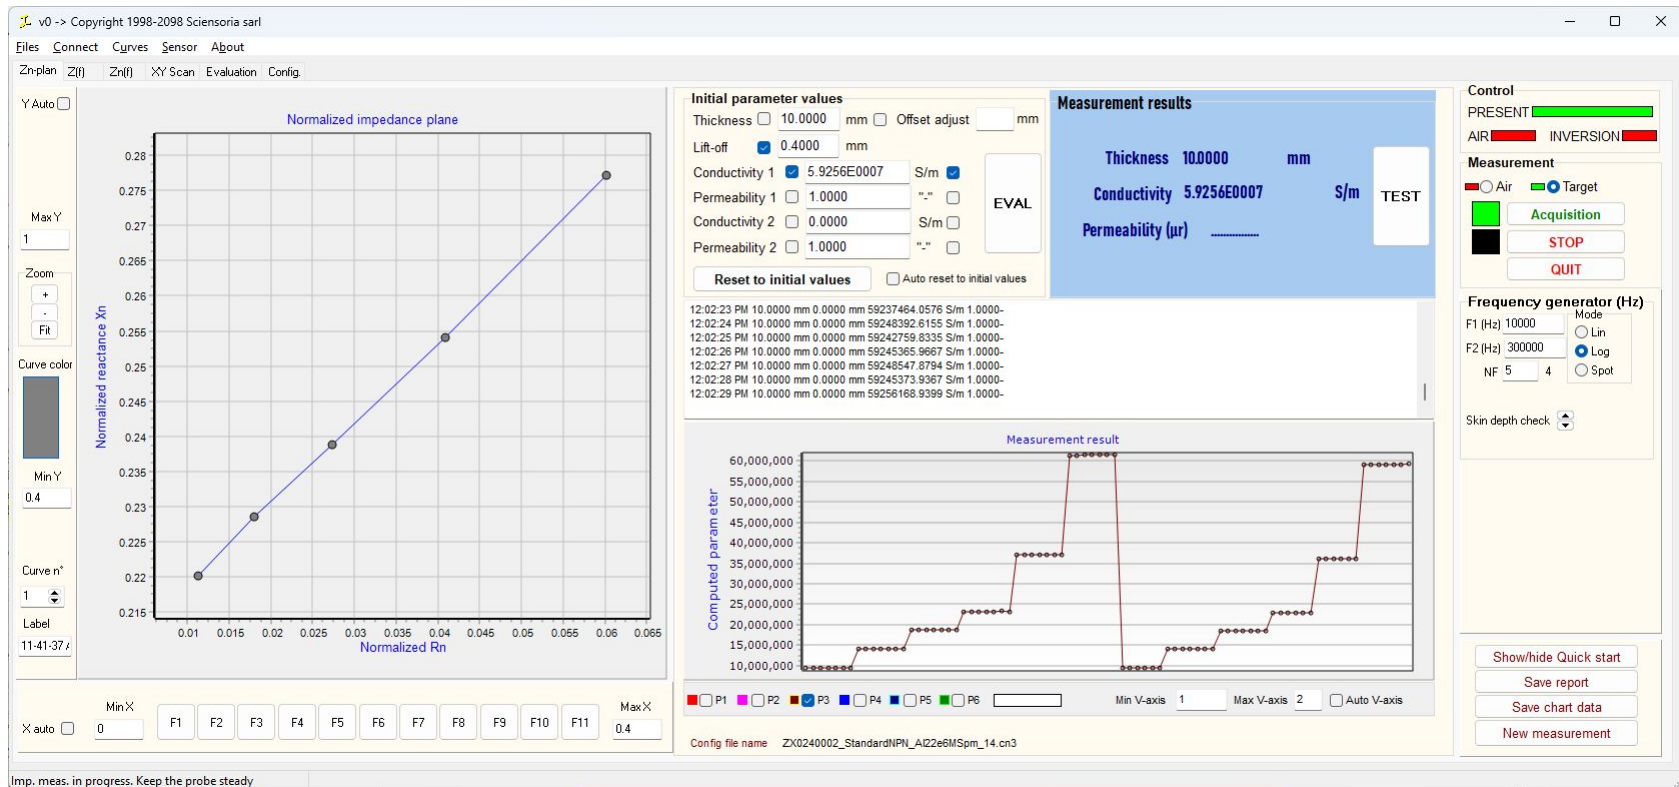 v0 -> Copyright 1998-2098 Sciensoria sarl
Files Connect Curves Sensor About
Zn-plan Z(f) Zn(f) XY Scan Evaluation Config.
Y Auto
Max Y
1
Zoom
+
-
Fit
Curve color
Min Y
0.4
Curve n°
1
Label
11-41-37
Normalized impedance plane
Normalized reactance Xn
0.28
0.275
0.27
0.265
0.26
0.255
0.25
0.245
0.24
0.235
0.23
0.225
0.22
0.215
0.01 0.015 0.02 0.025 0.03 0.035 0.04 0.045 0.05 0.055 0.06 0.065
Normalized Rn
X auto
Min X
0
F1 F2 F3 F4 F5 F6 F7 F8 F9 F10 F11
Max X
0.4
Initial parameter values
Thickness 10.0000 mm Offset adjust mm
Lift-off 0.4000 mm
Conductivity 1 5.9256E0007 S/m
Permeability 1 1.0000 "-"
Conductivity 2 0.0000 S/m
Permeability 2 1.0000 "-"
EVAL
Reset to initial values Auto reset to initial values
Measurement results
Thickness 10.0000 mm
Conductivity 5.9256E0007 S/m
Permeability (µr) ................
TEST
12:02:23 PM 10.0000 mm 0.0000 mm 59237464.0576 S/m 1.0000-
12:02:24 PM 10.0000 mm 0.0000 mm 59248392.6155 S/m 1.0000-
12:02:25 PM 10.0000 mm 0.0000 mm 59242759.8335 S/m 1.0000-
12:02:26 PM 10.0000 mm 0.0000 mm 59245365.9667 S/m 1.0000-
12:02:27 PM 10.0000 mm 0.0000 mm 59248547.8794 S/m 1.0000-
12:02:28 PM 10.0000 mm 0.0000 mm 59245373.9367 S/m 1.0000-
12:02:29 PM 10.0000 mm 0.0000 mm 59256168.9399 S/m 1.0000-
Measurement result
Computed parameter
60,000,000
55,000,000
50,000,000
45,000,000
40,000,000
35,000,000
30,000,000
25,000,000
20,000,000
15,000,000
10,000,000
P1 P2 P3 P4 P5 P6 Min V-axis 1 Max V-axis 2 Auto V-axis
Config file name ZX0240002_StandardNPN_Al22e6MSpm_14.cn3
Control
PRESENT
AIR INVERSION
Measurement
Air Target
Acquisition
STOP
QUIT
Frequency generator (Hz)
F1 (Hz) 10000
F2 (Hz) 300000
NF 5 4
Mode
Lin
Log
Spot
Skin depth check
Show/hide Quick start
Save report
Save chart data
New measurement
Imp. meas. in progress. Keep the probe steady